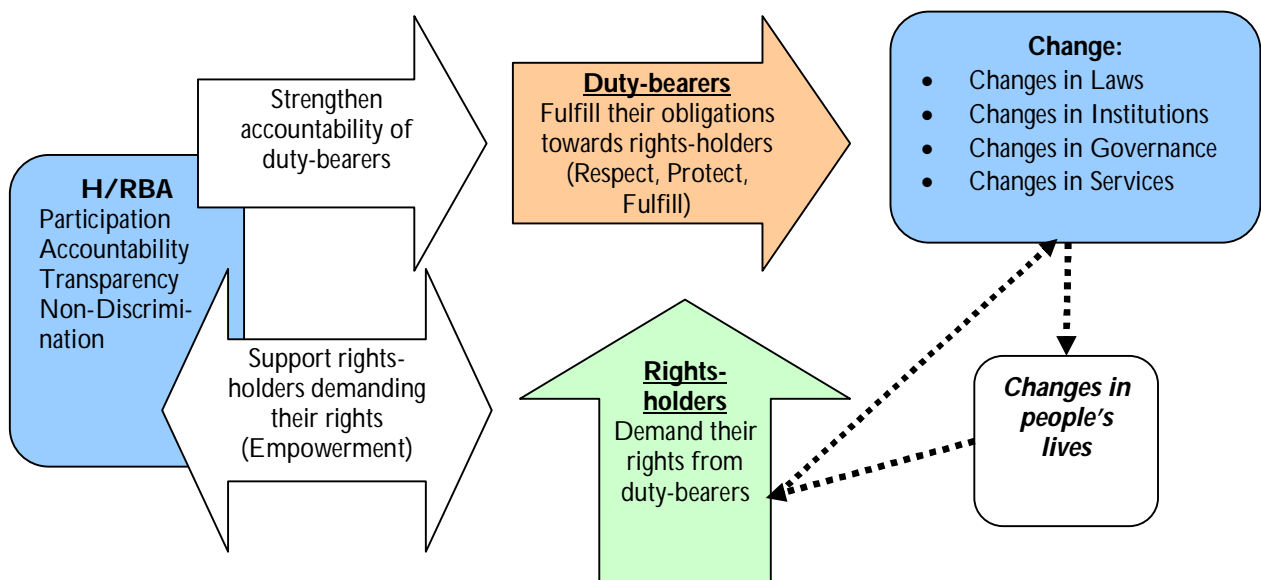 H/RBA
Participation
Accountability
Transparency
Non-Discrimi-
nation
Strengthen
accountability of
duty-bearers
Support rights-
holders demanding
their rights
(Empowerment)
Duty-bearers
Fulfill their obligations
towards rights-holders
(Respect, Protect,
Fulfill)
Rights-
holders
Demand their
rights from
duty-bearers
Change:
• Changes in Laws
• Changes in Institutions
• Changes in Governance
• Changes in Services
Changes in
people's
lives